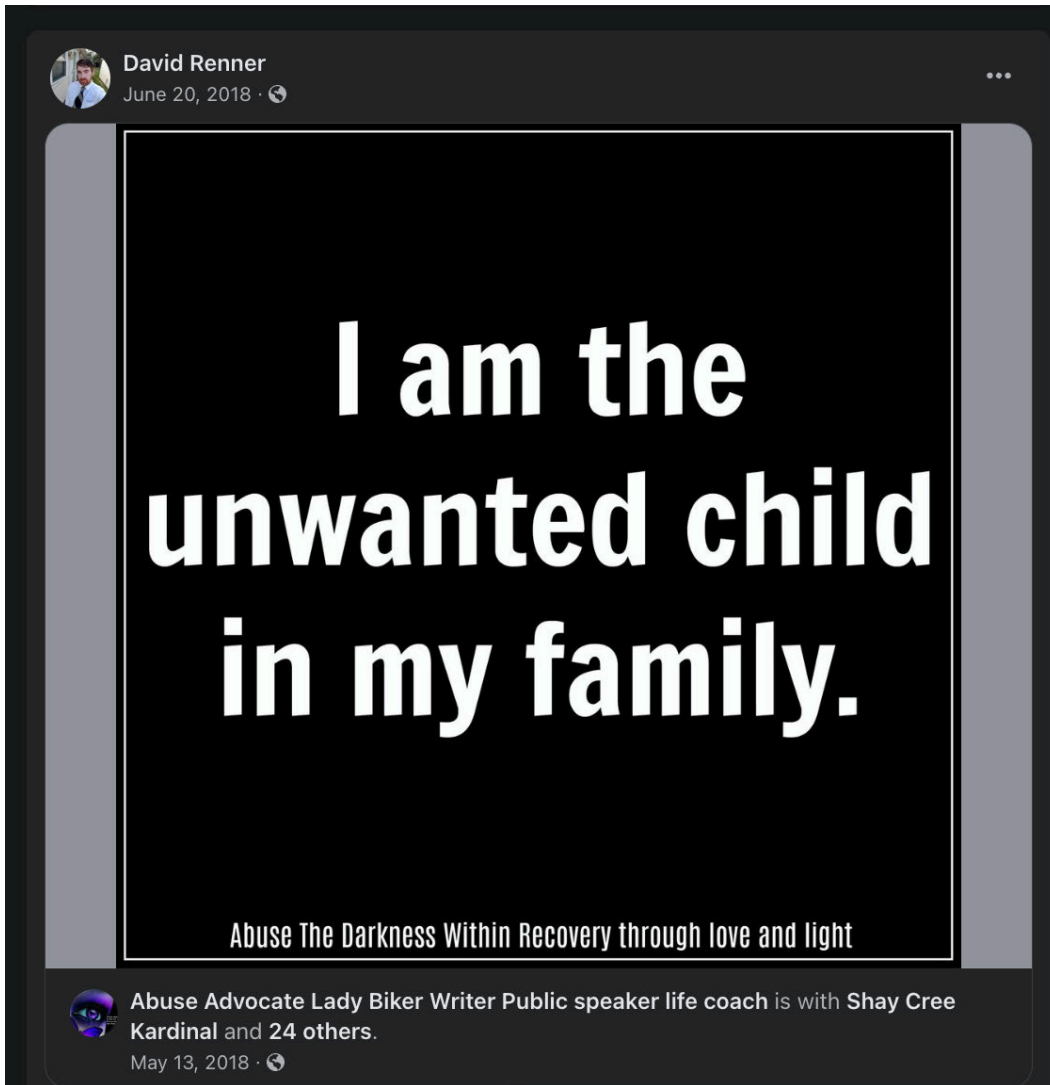 David Renner
June 20, 2018 ·
I am the
unwanted child
in my family.
Abuse The Darkness Within Recovery through love and light
Abuse Advocate Lady Biker Writer Public speaker life coach is with Shay Cree
Kardinal and 24 others.
May 13, 2018 ·